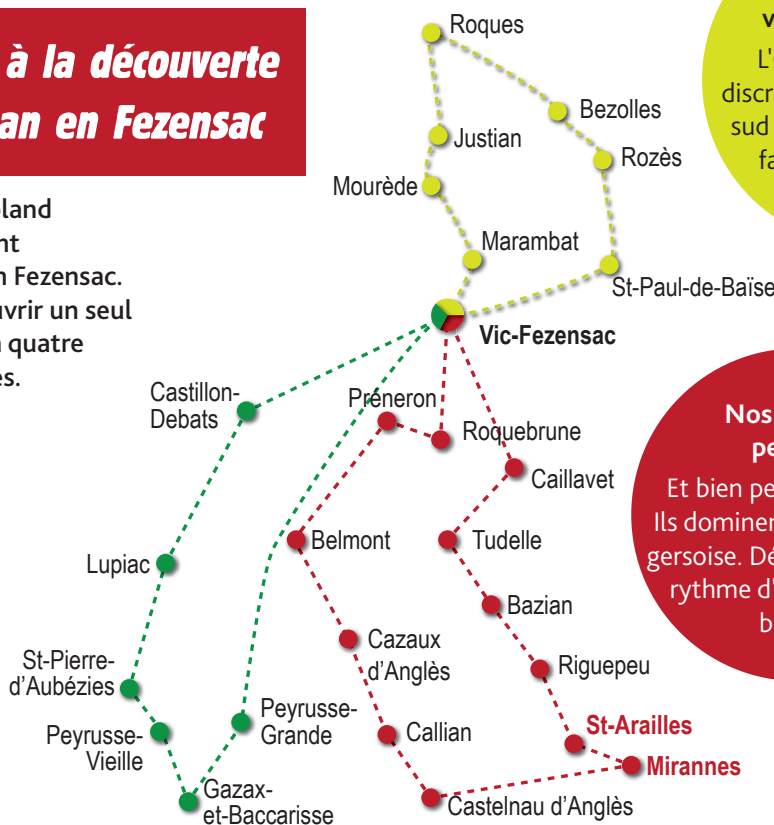 à la découverte
an en Fezensac
land
nt
n Fezensac.
uvrir un seul
quatre
es.
Roques
Bezolles
Justian
Rozès
Mourède
Marambat
St-Paul-de-Baïse
Vic-Fezensac
Castillon-
Debats
Préneron
Roquebrune
Caillavet
Lupiac
Belmont
Tudelle
Bazian
Cazaux
d'Anglès
Riguepeu
St-Pierre-
d'Aubézies
Peyrusse-
Vieille
Peyrusse-
Grande
Callian
St-Arailles
Mirannes
Gazax-
et-Baccarisse
Castelnau d'Anglès
v
L'
discr
sud
fa
Nos
pe
Et bien pe
Ils dominer
gersoise. Dé
rythme d'
b